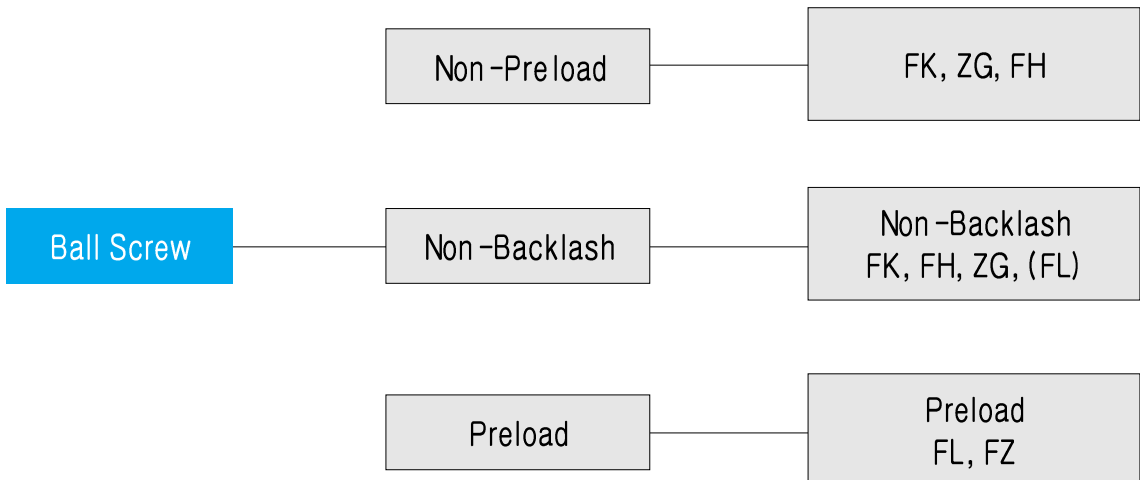 Non-Preload
FK, ZG, FH
Ball Screw
Non-Backlash
Non-Backlash
FK, FH, ZG, (FL)
Preload
Preload
FL, FZ